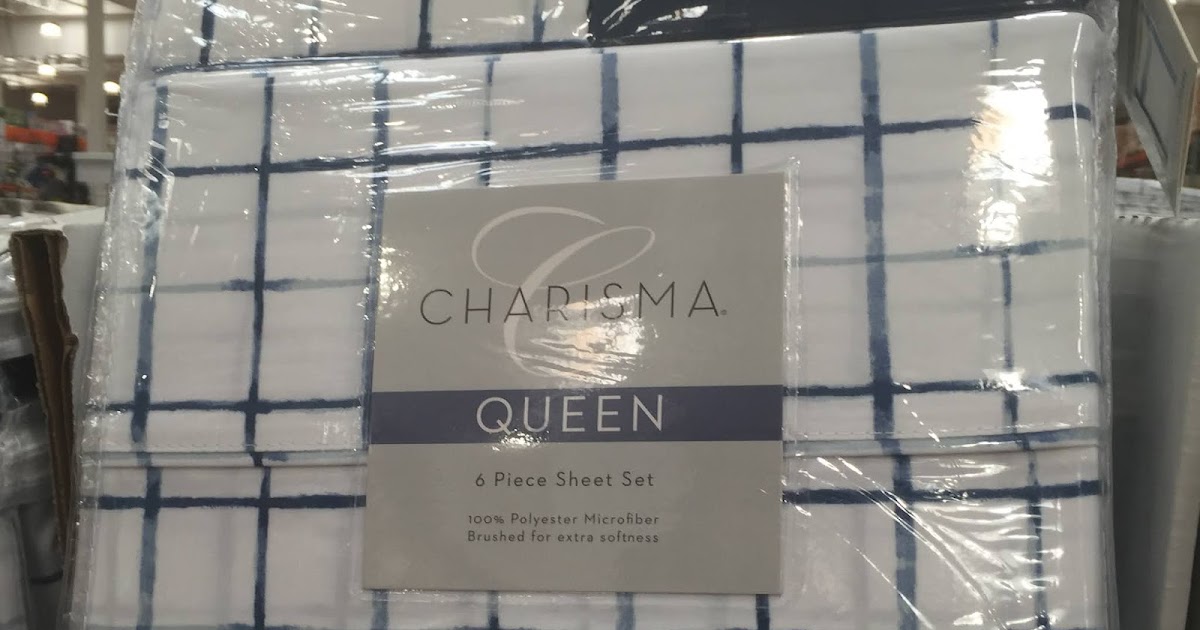 CHARISMA®
QUEEN
6 Piece Sheet Set
100% Polyester Microfiber
Brushed for extra softness